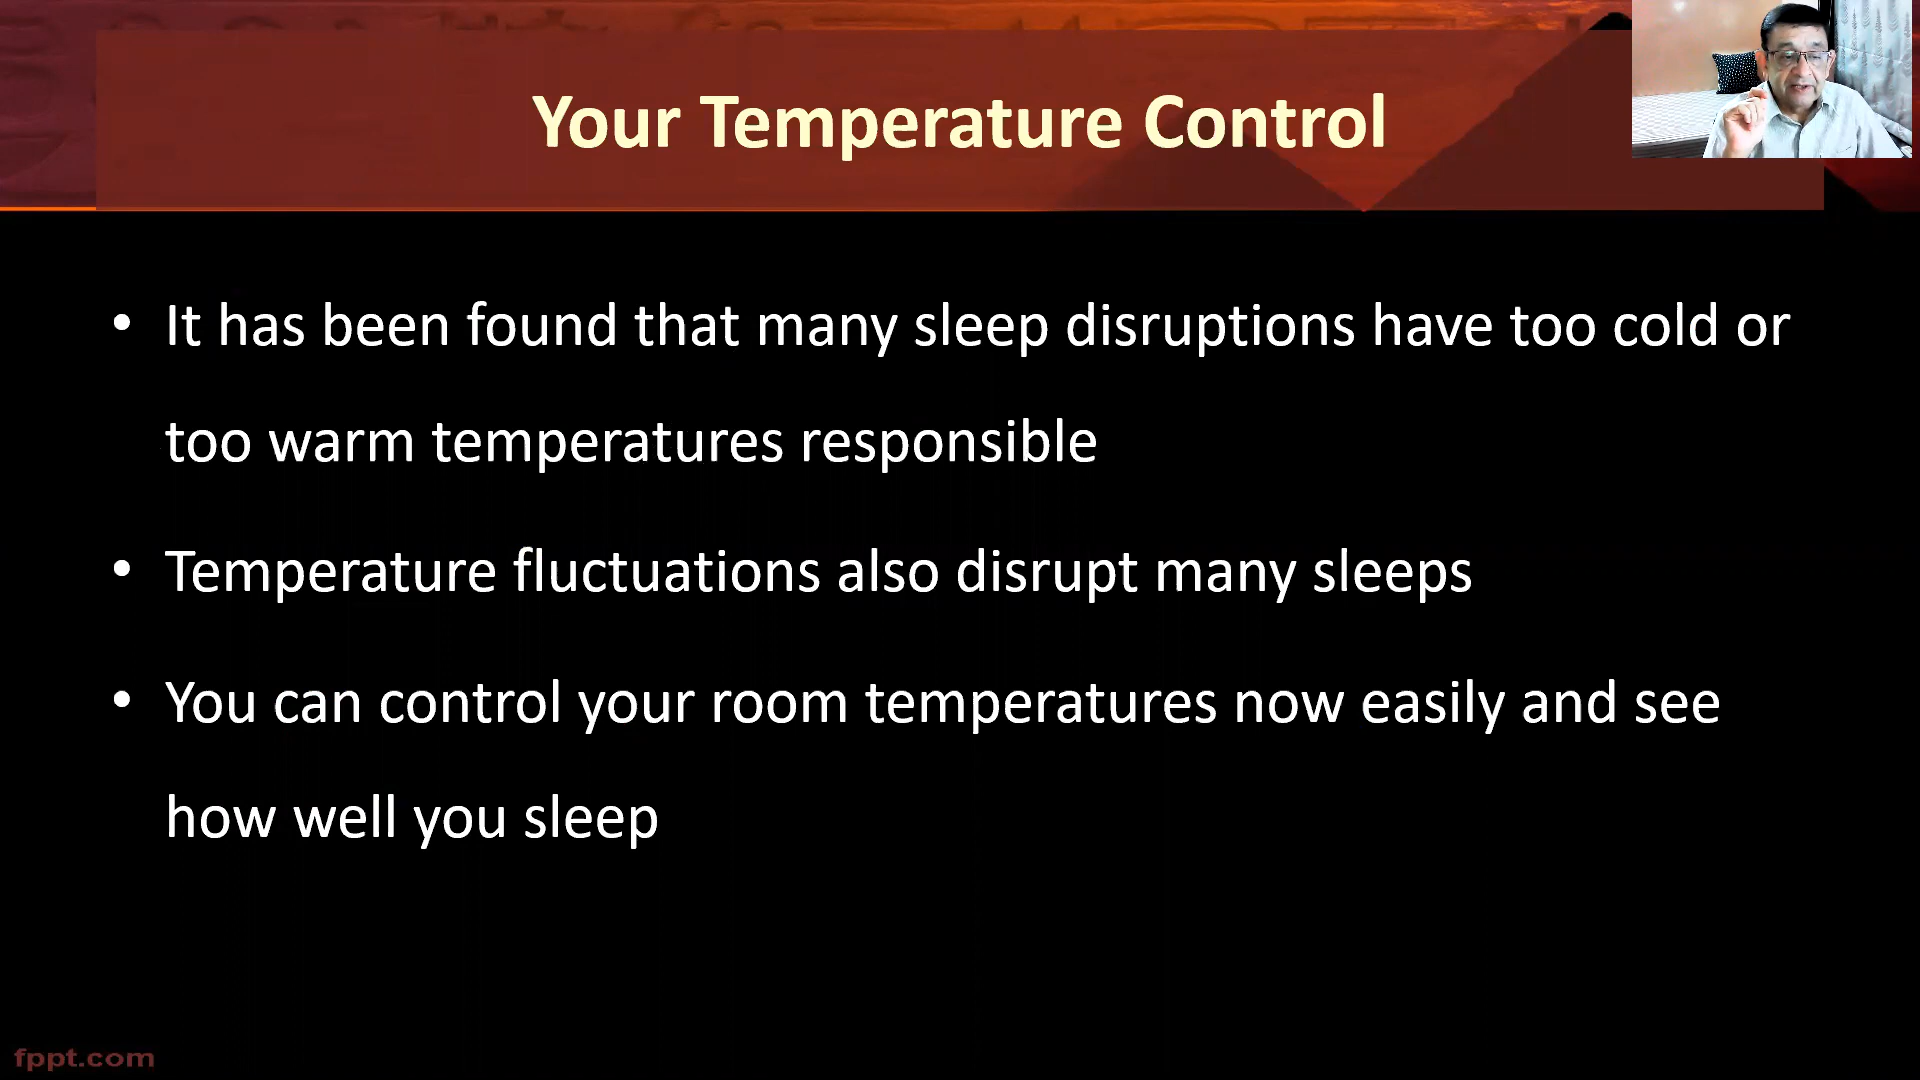 Your Temperature Control
• It has been found that many sleep disruptions have too cold or
too warm temperatures responsible
• Temperature fluctuations also disrupt many sleeps
• You can control your room temperatures now easily and see
how well you sleep
fppt.com